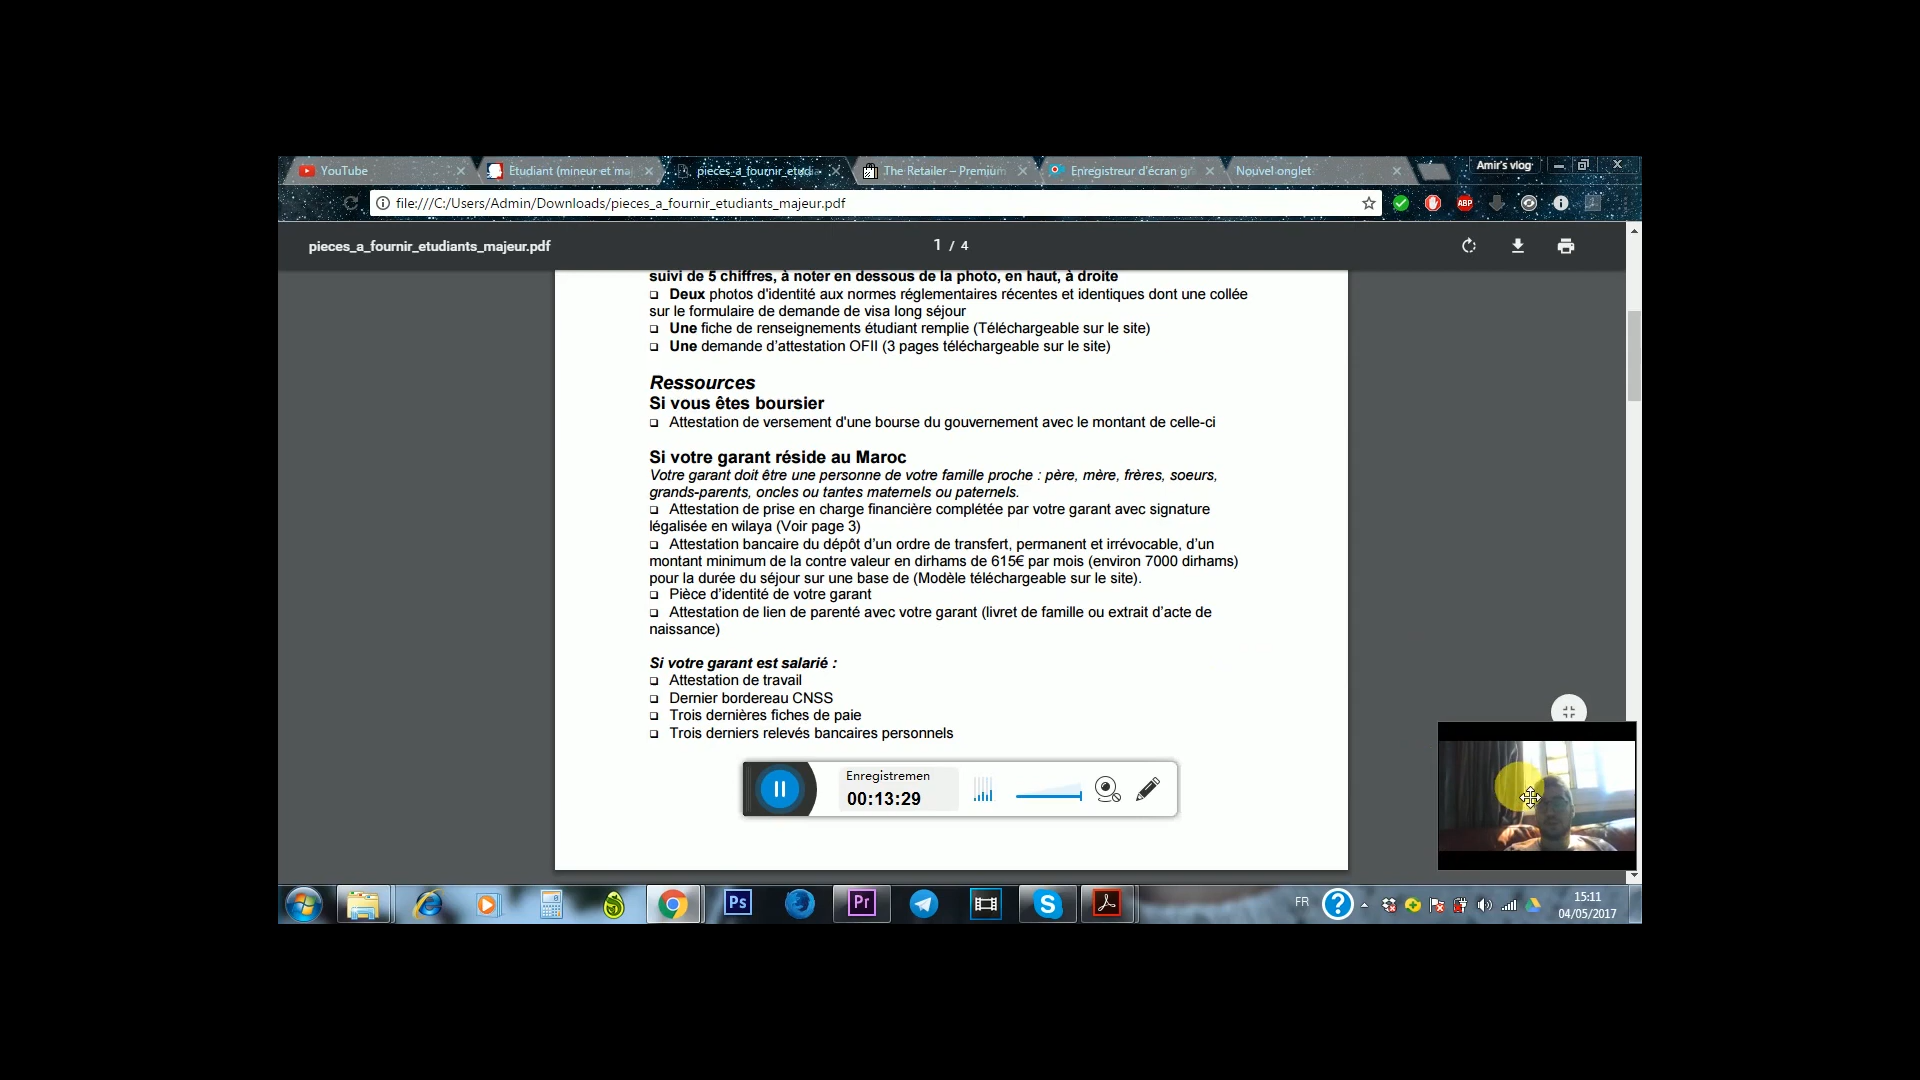 YouTube
Etudiant (mineur et ma
pieces_a_fournir_etudia
The Retailer – Premium
Enregistreur d'écran gr
Nouvel onglet
Amir's vlog
file:///C:/Users/Admin/Downloads/pieces_a_fournir_etudiants_majeur.pdf
ABP
pieces_a_fournir_etudiants_majeur.pdf
1 / 4
suivi de 5 chiffres, à noter en dessous de la photo, en haut, à droite
❑ Deux photos d'identité aux normes réglementaires récentes et identiques dont une collée
sur le formulaire de demande de visa long séjour
❑ Une fiche de renseignements étudiant remplie (Téléchargeable sur le site)
❑ Une demande d’attestation OFII (3 pages téléchargeable sur le site)
Ressources
Si vous êtes boursier
❑ Attestation de versement d'une bourse du gouvernement avec le montant de celle-ci
Si votre garant réside au Maroc
Votre garant doit être une personne de votre famille proche : père, mère, frères, soeurs,
grands-parents, oncles ou tantes maternels ou paternels.
❑ Attestation de prise en charge financière complétée par votre garant avec signature
légalisée en wilaya (Voir page 3)
❑ Attestation bancaire du dépôt d’un ordre de transfert, permanent et irrévocable, d’un
montant minimum de la contre valeur en dirhams de 615€ par mois (environ 7000 dirhams)
pour la durée du séjour sur une base de (Modèle téléchargeable sur le site).
❑ Pièce d’identité de votre garant
❑ Attestation de lien de parenté avec votre garant (livret de famille ou extrait d’acte de
naissance)
Si votre garant est salarié :
❑ Attestation de travail
❑ Dernier bordereau CNSS
❑ Trois dernières fiches de paie
❑ Trois derniers relevés bancaires personnels
Enregistremen
00:13:29
Ps
Pr
FR
15:11
04/05/2017